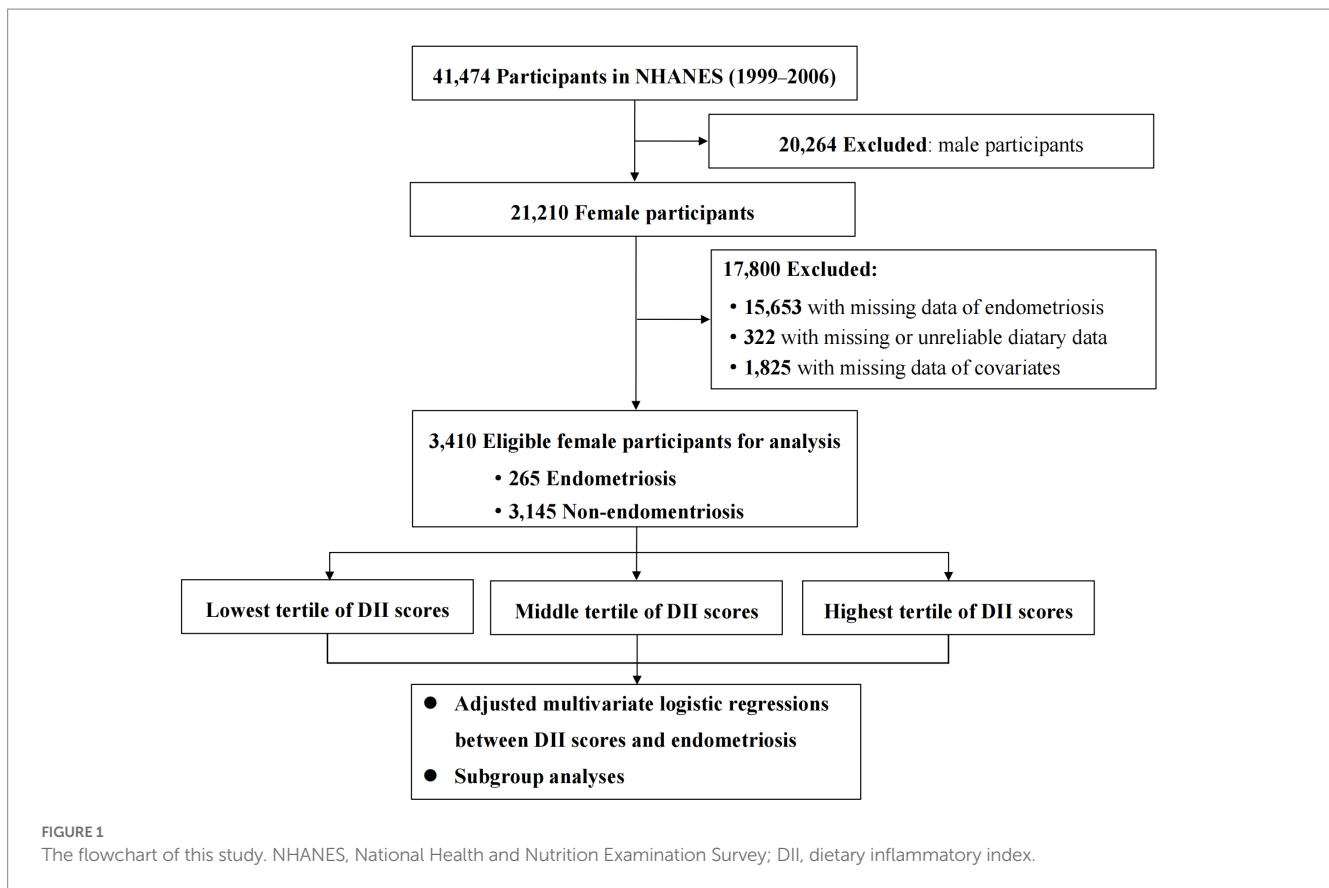 41,474 Participants in NHANES (1999–2006)
20,264 Excluded: male participants
21,210 Female participants
17,800 Excluded:
• 15,653 with missing data of endometriosis
• 322 with missing or unreliable diatary data
• 1,825 with missing data of covariates
3,410 Eligible female participants for analysis
• 265 Endometriosis
• 3,145 Non-endomentriosis
Lowest tertile of DII scores
Middle tertile of DII scores
Highest tertile of DII scores
● Adjusted multivariate logistic regressions
between DII scores and endometriosis
● Subgroup analyses
FIGURE 1
The flowchart of this study. NHANES, National Health and Nutrition Examination Survey; DII, dietary inflammatory index.